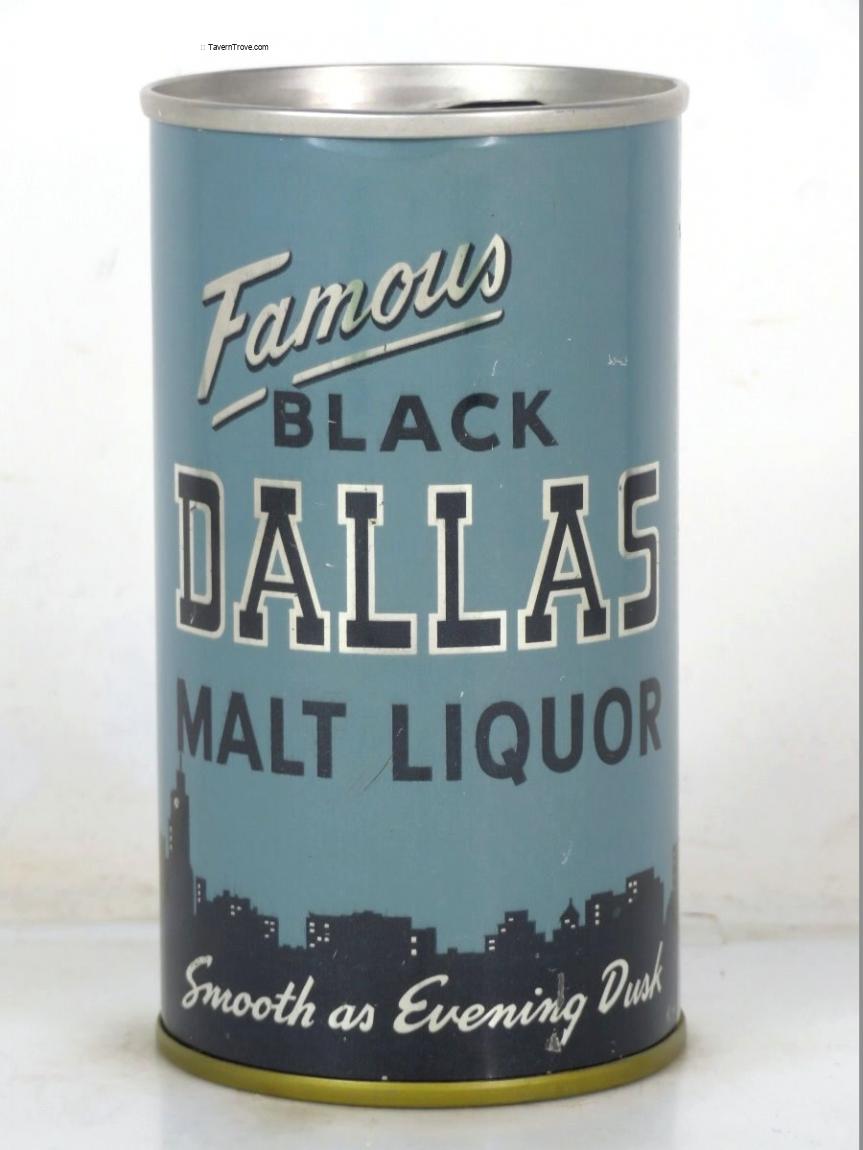 :: TavernTrove.com
Famous
BLACK
DALLAS
MALT LIQUOR
Smooth as Evening Dusk